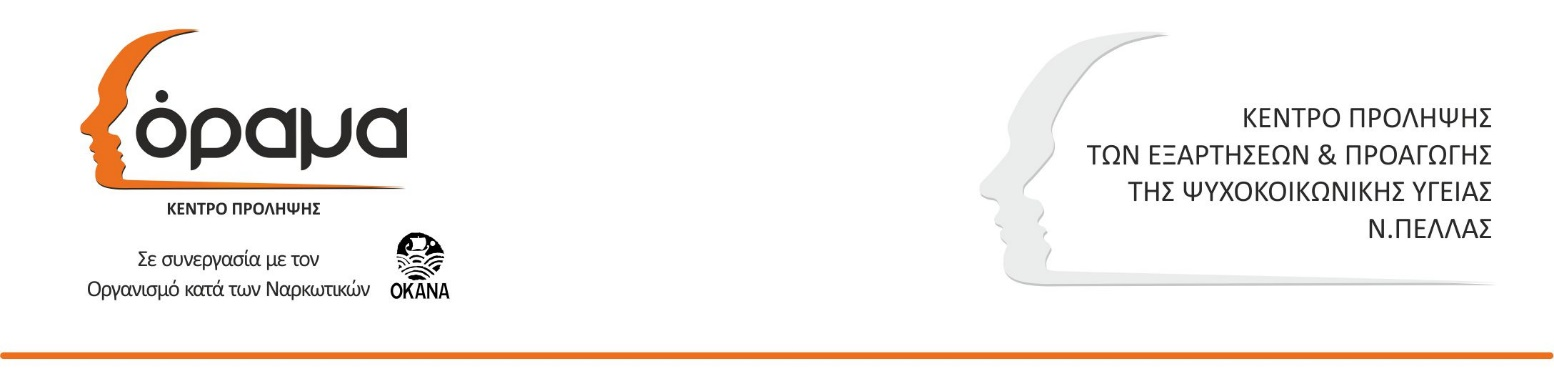 όραμα
ΚΕΝΤΡΟ ΠΡΟΛΗΨΗΣ
Σε συνεργασία με τον
Οργανισμό κατά των Ναρκωτικών
ΟΚΑΝΑ
ΚΕΝΤΡΟ ΠΡΟΛΗΨΗΣ
ΤΩΝ ΕΞΑΡΤΗΣΕΩΝ & ΠΡΟΑΓΩΓΗΣ
ΤΗΣ ΨΥΧΟΚΟΙΚΩΝΙΚΗΣ ΥΓΕΙΑΣ
Ν.ΠΕΛΛΑΣ